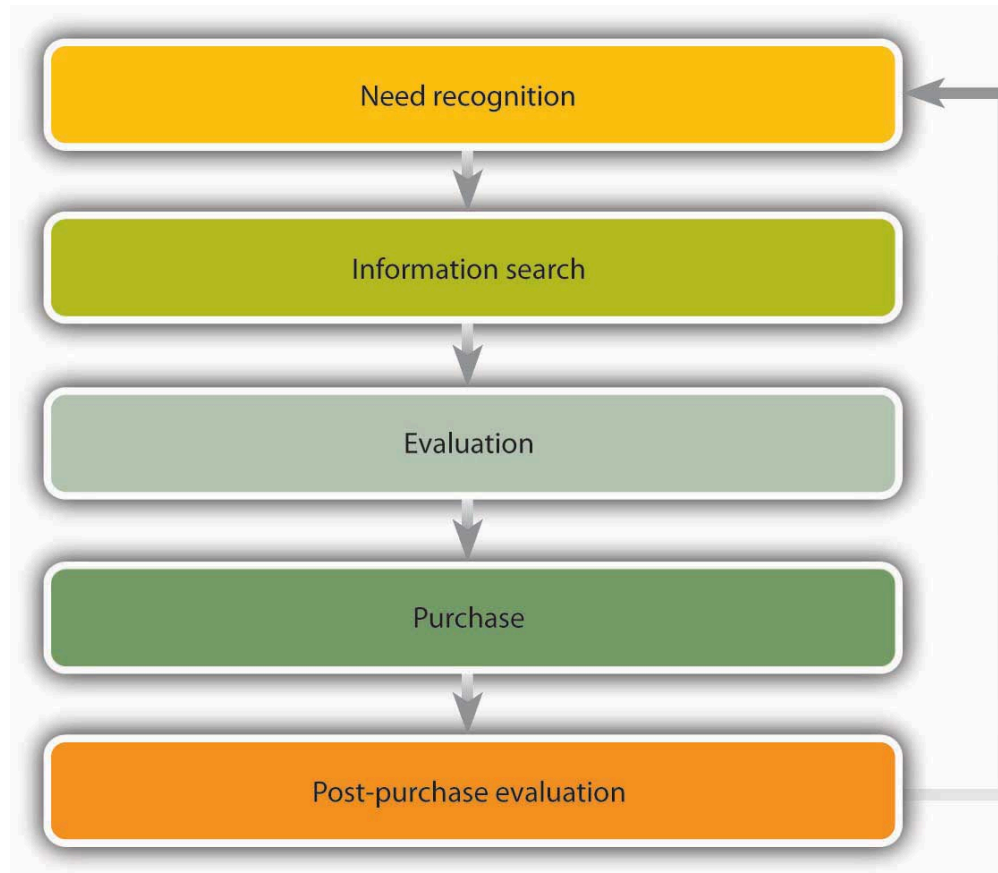 Need recognition
Information search
Evaluation
Purchase
Post-purchase evaluation